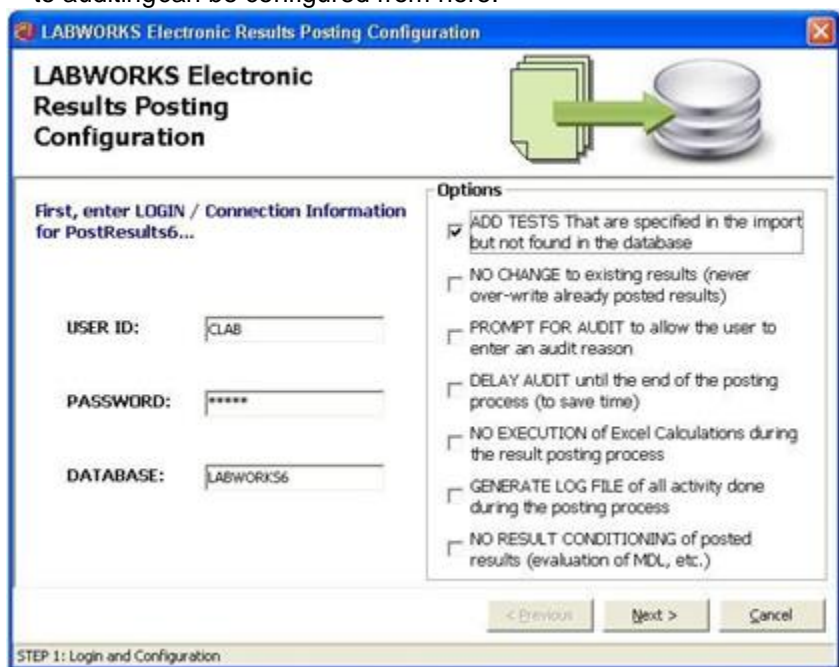 to auditingcan be configured from here.
LABWORKS Electronic Results Posting Configuration
LABWORKS Electronic
Results Posting
Configuration
First, enter LOGIN / Connection Information
for PostResults6...
USER ID:
CLAB
PASSWORD:
*****
DATABASE:
LABWORKS6
Options
ADD TESTS That are specified in the import
but not found in the database
NO CHANGE to existing results (never
over-write already posted results)
PROMPT FOR AUDIT to allow the user to
enter an audit reason
DELAY AUDIT until the end of the posting
process (to save time)
NO EXECUTION of Excel Calculations during
the result posting process
GENERATE LOG FILE of all activity done
during the posting process
NO RESULT CONDITIONING of posted
results (evaluation of MDL, etc.)
< Previous
Next >
Cancel
STEP 1: Login and Configuration